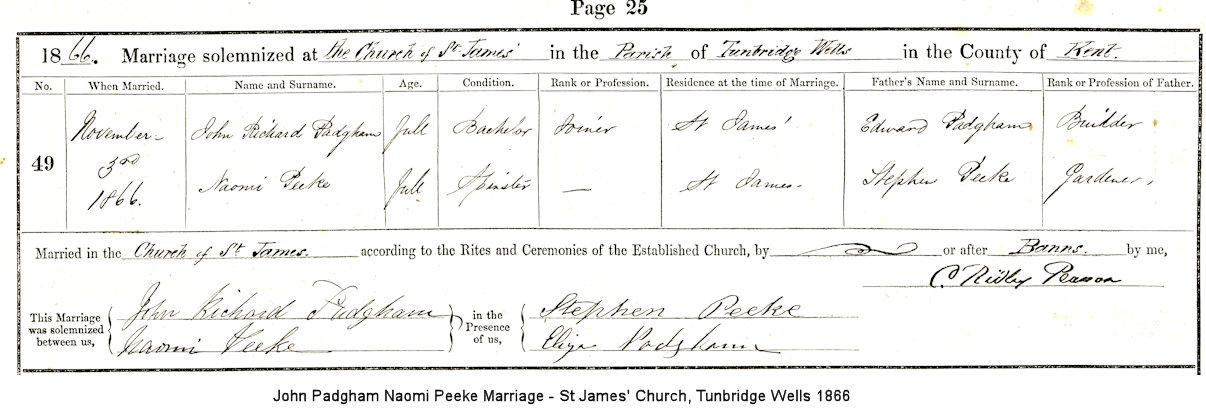 Page 25
1866. Marriage solemnized at the Church of St James' in the Parish of Tunbridge Wells in the County of Kent.
No. When Married. Name and Surname. Age. Condition. Rank or Profession. Residence at the time of Marriage. Father's Name and Surname. Rank or Profession of Father.
49 November 3rd 1866. John Richard Padgham Full Bachelor Joiner St James' Edward Padgham Builder
Naomi Peeke Full Spinster — St James. Stephen Peeke Gardener.
Married in the Church of St James. according to the Rites and Ceremonies of the Established Church, by or after Banns. by me,
C. Ridley Pearson
This Marriage was solemnized between us, John Richard Padgham in the Presence of us, Stephen Peeke
Naomi Peeke Eliza Padgham
John Padgham Naomi Peeke Marriage - St James' Church, Tunbridge Wells 1866